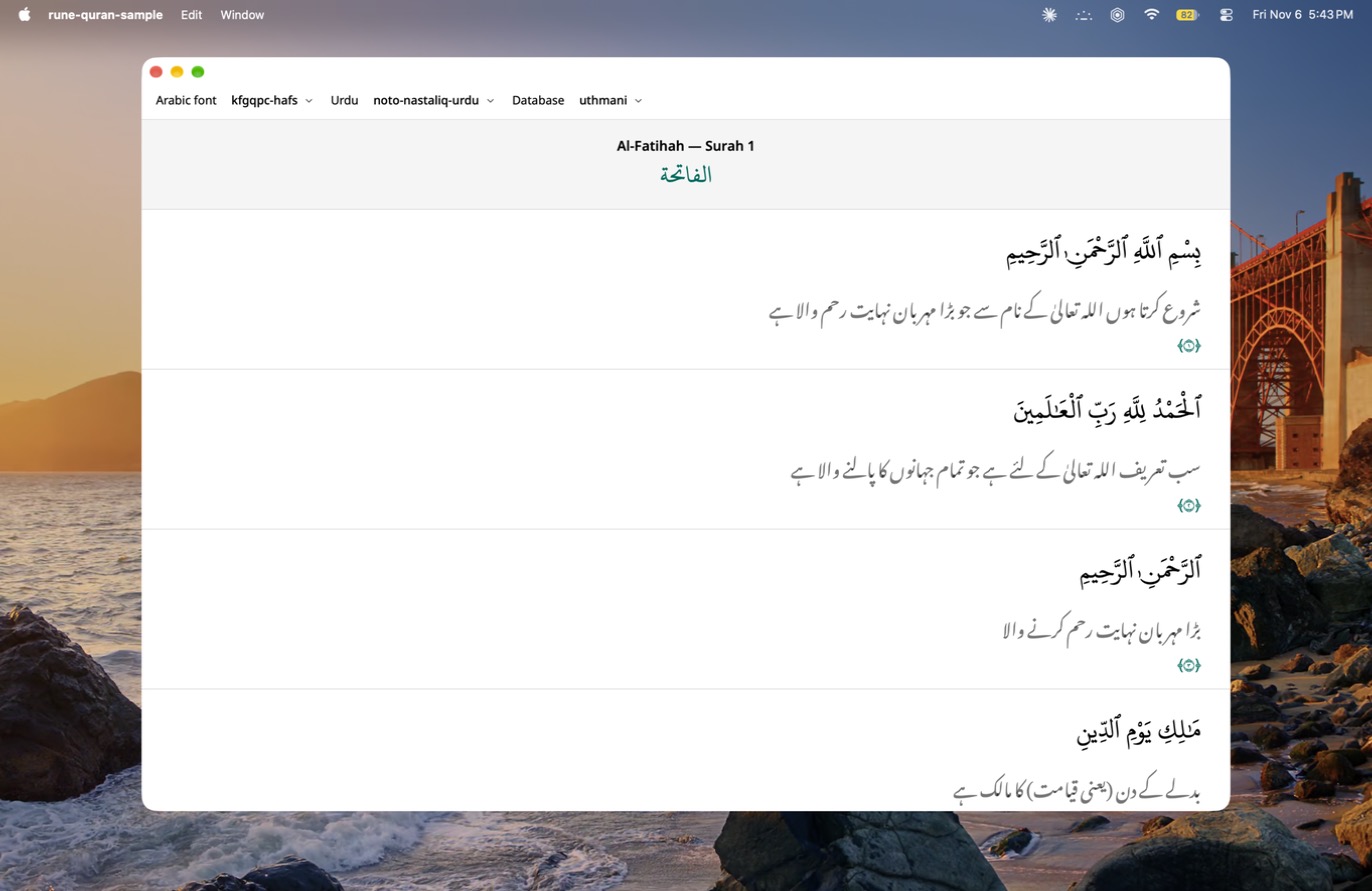 rune-quran-sample Edit Window 82 Fri Nov 6 5:43 PM
Arabic font kfgqpc-hafs Urdu noto-nastaliq-urdu Database uthmani
Al-Fatihah — Surah 1
الفاتحة
بِسْمِ ٱللَّهِ ٱلرَّحْمَـٰنِ ٱلرَّحِيمِ
شروع کرتا ہوں اللہ تعالیٰ کے نام سے جو بڑا مہربان نہایت رحم والا ہے
﴿١﴾
ٱلْحَمْدُ لِلَّهِ رَبِّ ٱلْعَـٰلَمِينَ
سب تعریف اللہ تعالیٰ کے لئے ہے جو تمام جہانوں کا پالنے والا ہے
﴿٢﴾
ٱلرَّحْمَـٰنِ ٱلرَّحِيمِ
بڑا مہربان نہایت رحم کرنے والا
﴿٣﴾
مَـٰلِكِ يَوْمِ ٱلدِّينِ
بدلے کے دن (یعنی قیامت) کا مالک ہے